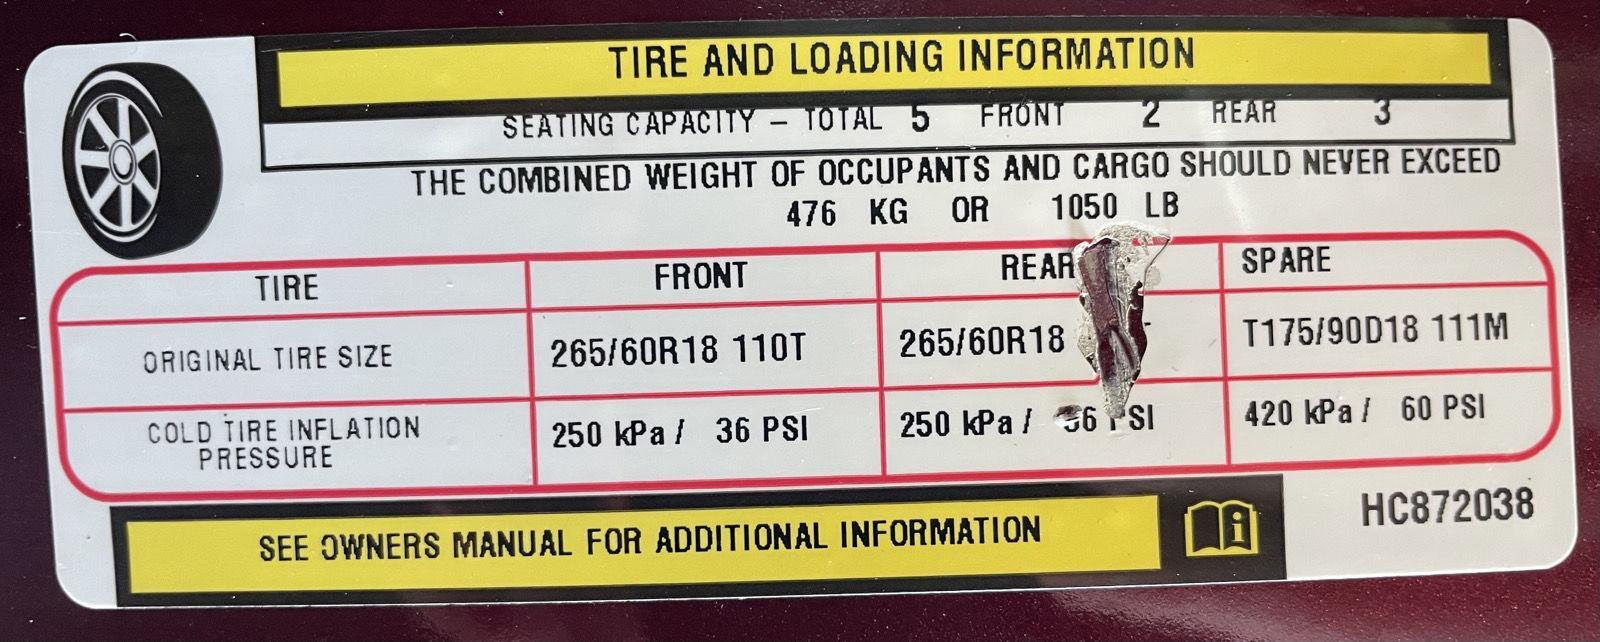 TIRE AND LOADING INFORMATION
SEATING CAPACITY – TOTAL 5 FRONT 2 REAR 3
THE COMBINED WEIGHT OF OCCUPANTS AND CARGO SHOULD NEVER EXCEED
476 KG OR 1050 LB
TIRE FRONT REAR SPARE
ORIGINAL TIRE SIZE 265/60R18 110T 265/60R18 T175/90D18 111M
COLD TIRE INFLATION PRESSURE 250 kPa / 36 PSI 250 kPa / 36 PSI 420 kPa / 60 PSI
SEE OWNERS MANUAL FOR ADDITIONAL INFORMATION
HC872038